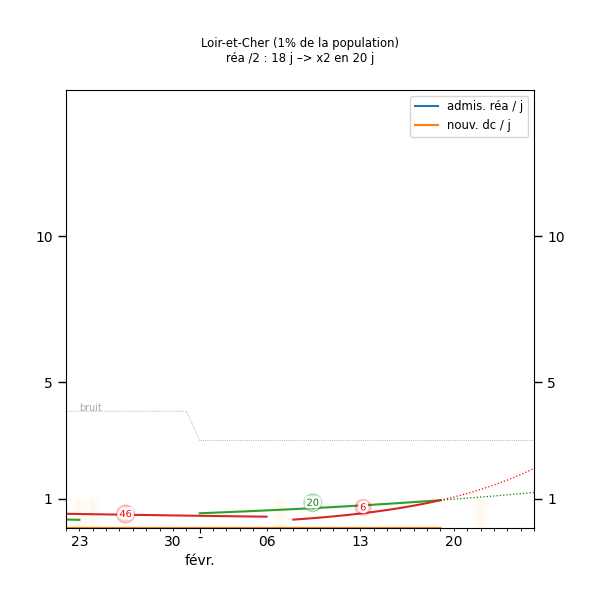 Loir-et-Cher (1% de la population)
réa /2 : 18 j –> x2 en 20 j
admis. réa / j
nouv. dc / j
10
10
5
5
bruit
1
46
20
6
1
23
30
-
06
13
20
févr.